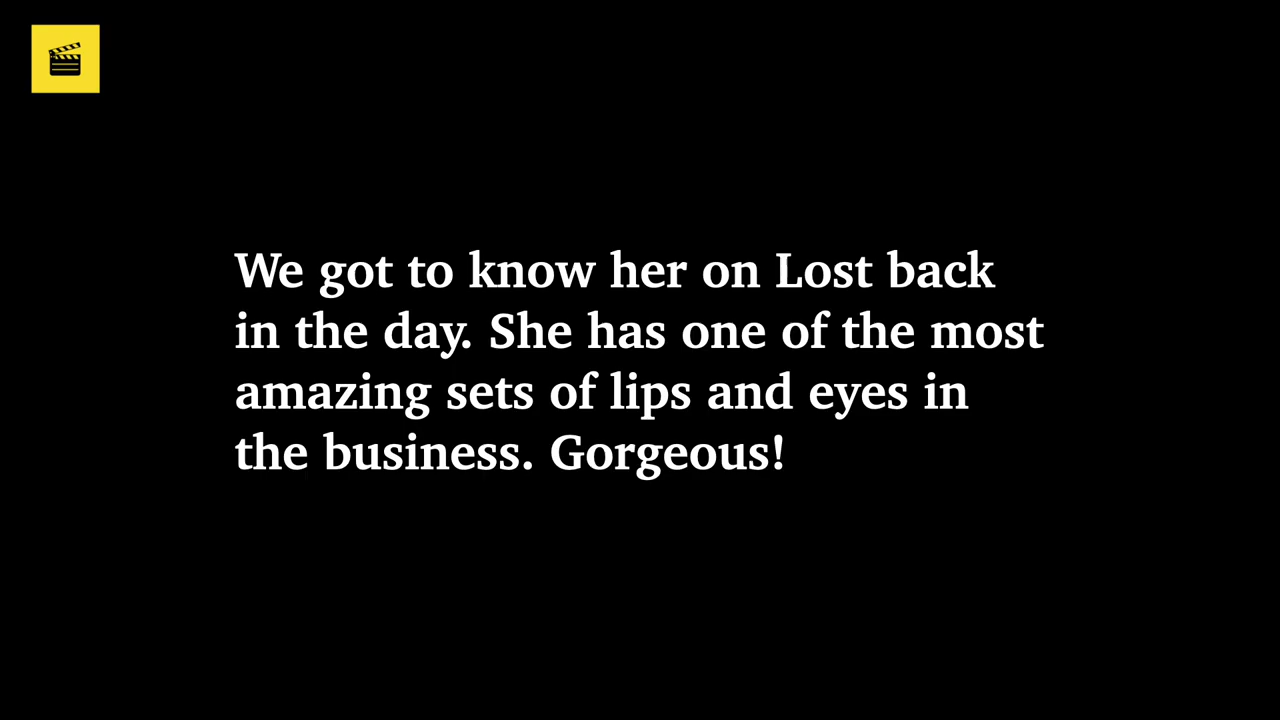 We got to know her on Lost back
in the day. She has one of the most
amazing sets of lips and eyes in
the business. Gorgeous!